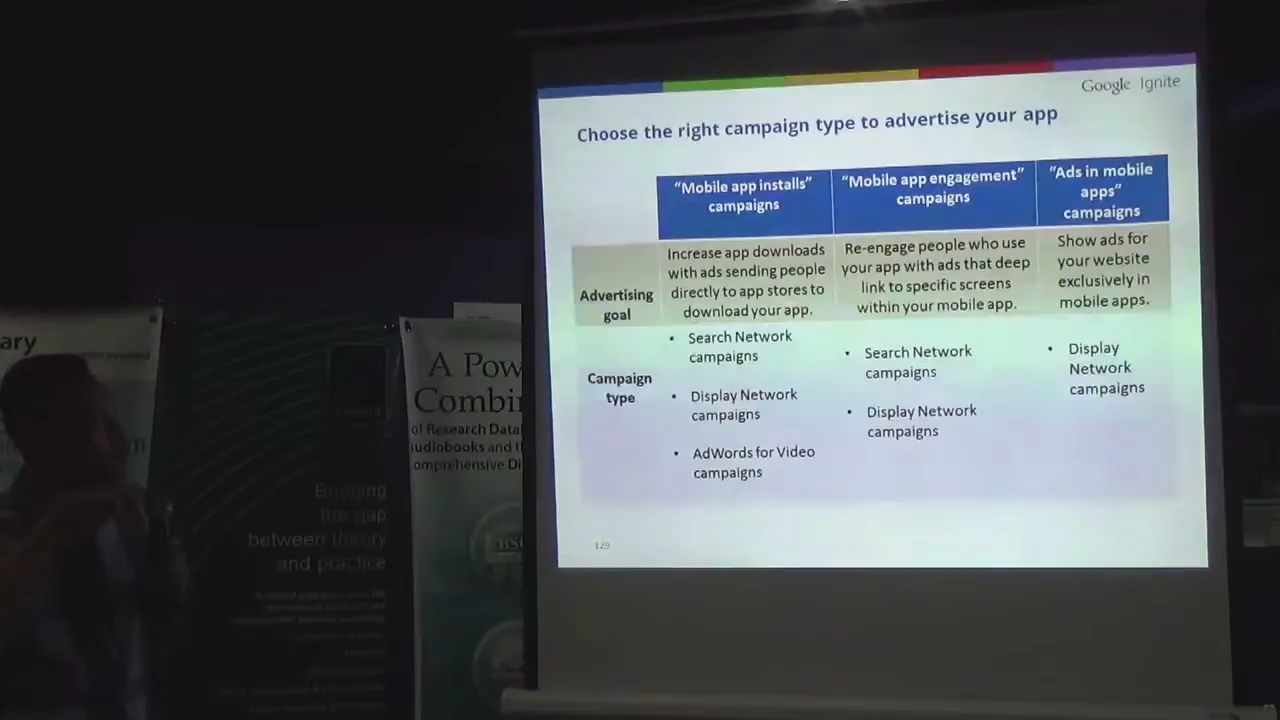 Google Ignite
Choose the right campaign type to advertise your app
"Mobile app installs"
campaigns
"Mobile app engagement"
campaigns
"Ads in mobile
apps"
campaigns
Advertising
goal
Increase app downloads
with ads sending people
directly to app stores to
download your app.
Re-engage people who use
your app with ads that deep
link to specific screens
within your mobile app.
Show ads for
your website
exclusively in
mobile apps.
Campaign
type
• Search Network
campaigns
• Display Network
campaigns
• AdWords for Video
campaigns
• Search Network
campaigns
• Display Network
campaigns
• Display
Network
campaigns
129
ary
Bridging
the gap
between theory
and practice
A Pow
Combi
of Research Data
udiobooks and t
omprehensive Di